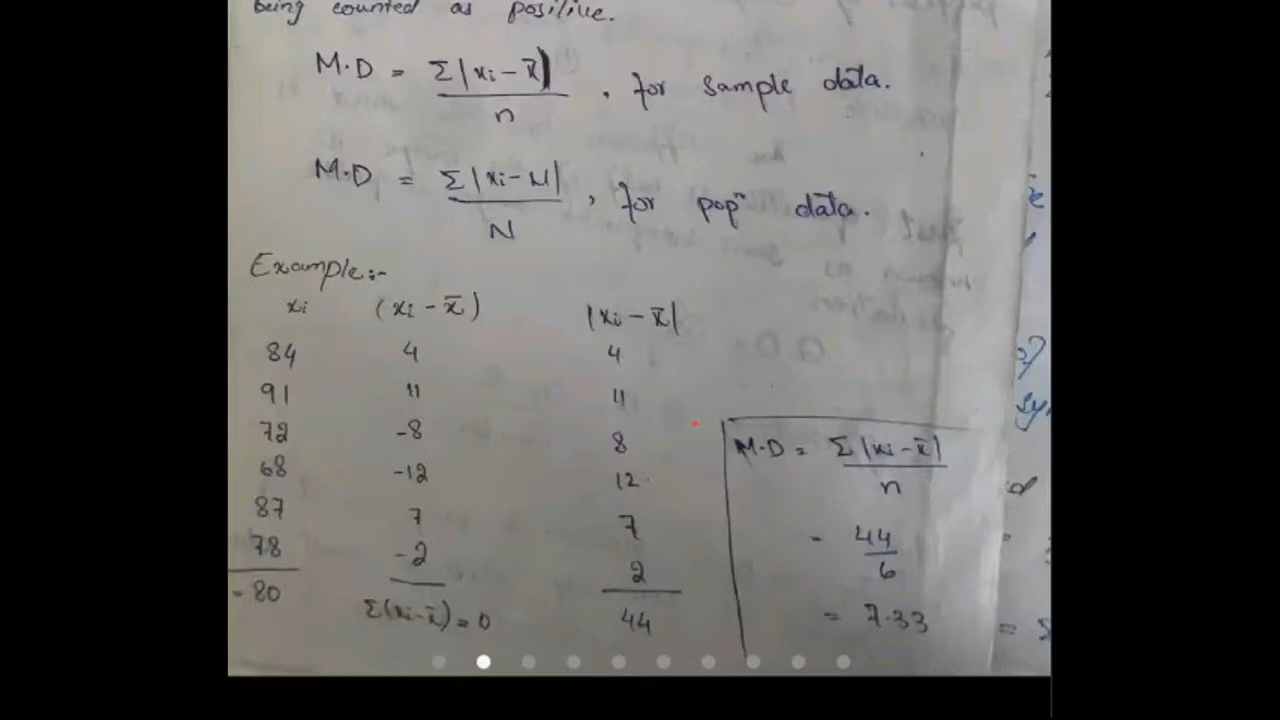 being counted as positive.
M.D = Σ|xi - x̄| / n , for sample data.
M.D = Σ|xi - μ| / N , for popⁿ data.
Example:-
xi (xi - x̄) |xi - x̄|
84 4 4
91 11 11
72 -8 8
68 -12 12
87 7 7
78 -2 2
= 80 Σ(xi-x̄) = 0 44
M.D = Σ|xi - x̄| / n
= 44 / 6
= 7.33